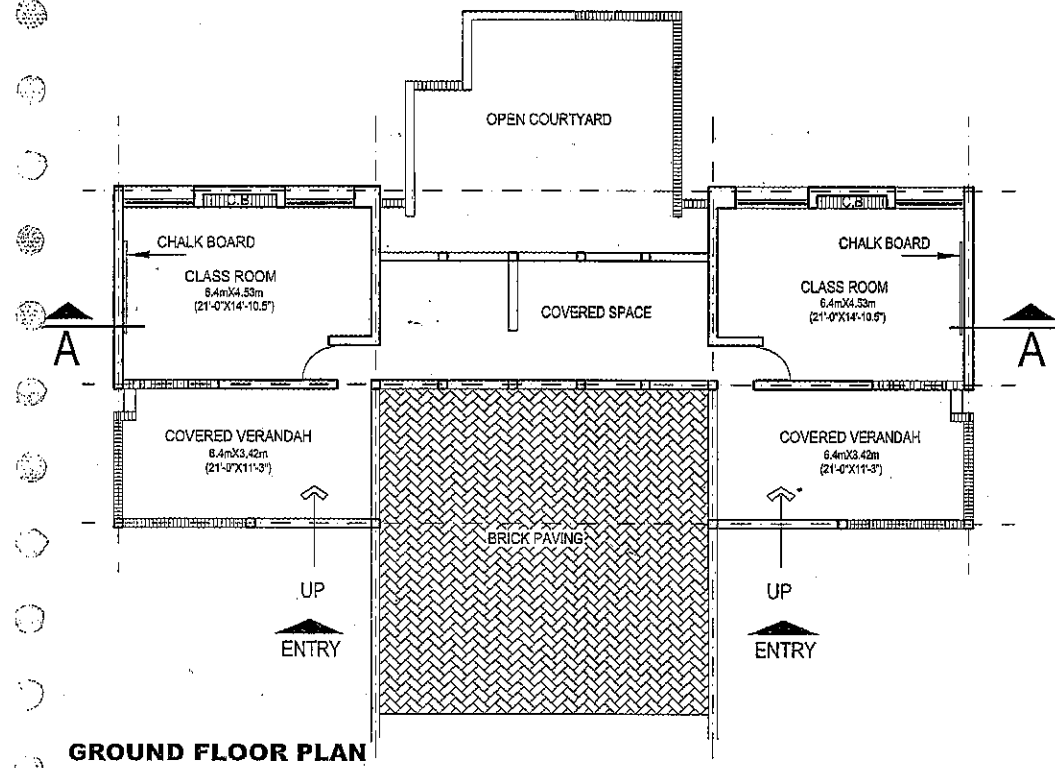 OPEN COURTYARD
C.B
C.B
CHALK BOARD
CHALK BOARD
CLASS ROOM
6.4mX4.53m
(21'-0"X14'-10.5")
CLASS ROOM
6.4mX4.53m
(21'-0"X14'-10.5")
COVERED SPACE
A
A
COVERED VERANDAH
6.4mX3.42m
(21'-0"X11'-3")
COVERED VERANDAH
6.4mX3.42m
(21'-0"X11'-3")
BRICK PAVING
UP
UP
ENTRY
ENTRY
GROUND FLOOR PLAN